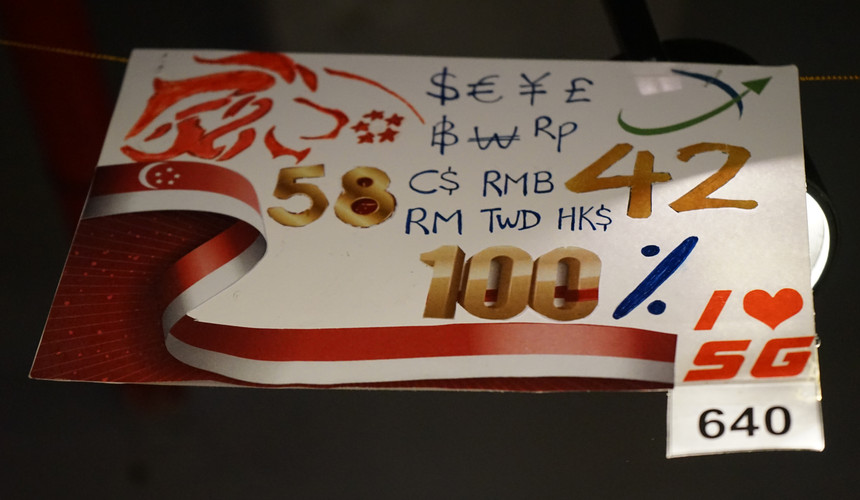 $ € ¥ £
฿ ₩ Rp
58 C$ RMB 42
RM TWD HK$
100%
I ❤
SG
640